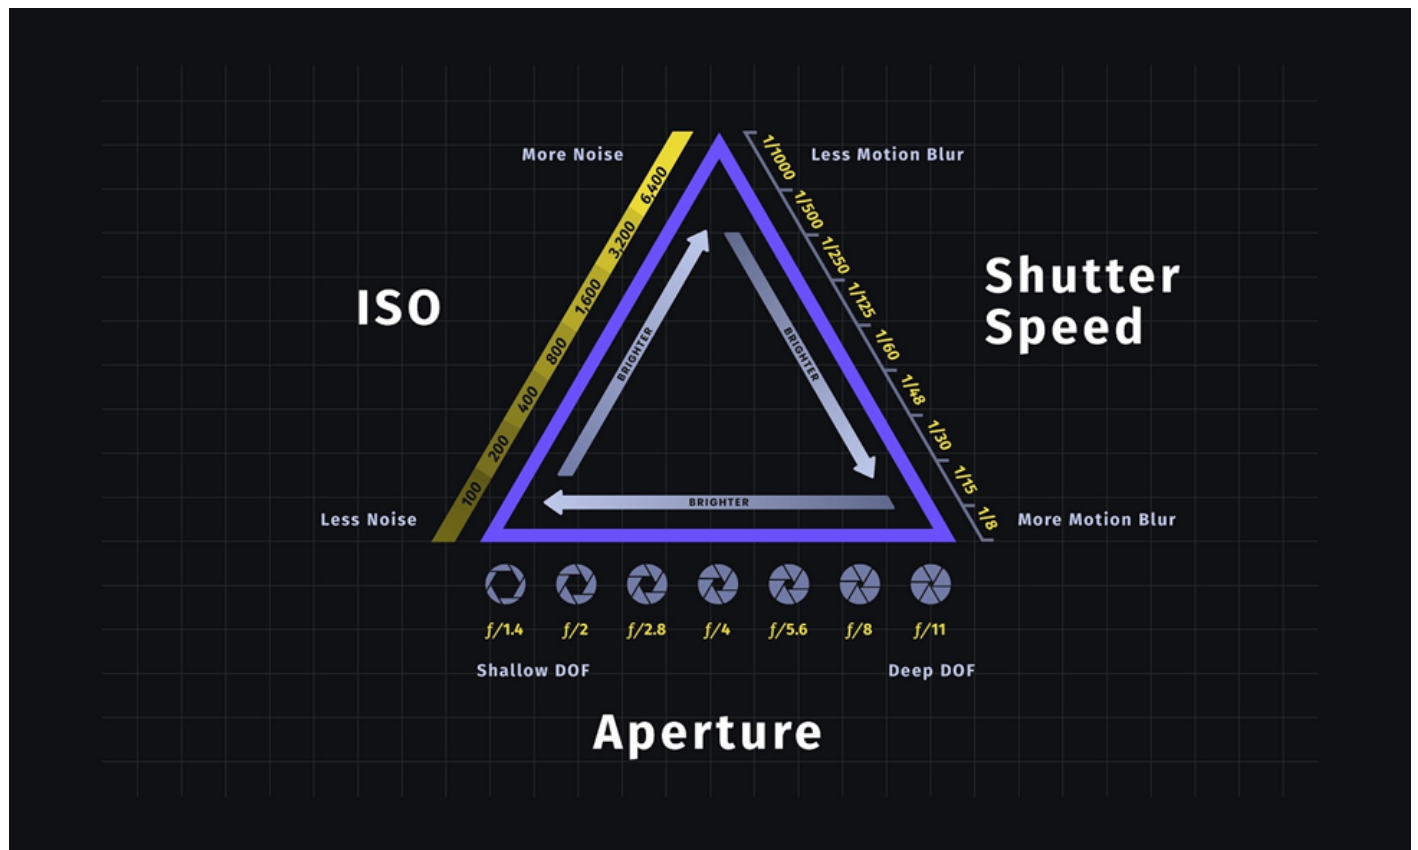 More Noise
Less Motion Blur
ISO
Shutter
Speed
6,400
3,200
1,600
800
400
200
100
1/1000
1/500
1/250
1/125
1/60
1/48
1/30
1/15
1/8
BRIGHTER
BRIGHTER
BRIGHTER
Less Noise
More Motion Blur
ƒ/1.4 ƒ/2 ƒ/2.8 ƒ/4 ƒ/5.6 ƒ/8 ƒ/11
Shallow DOF
Deep DOF
Aperture